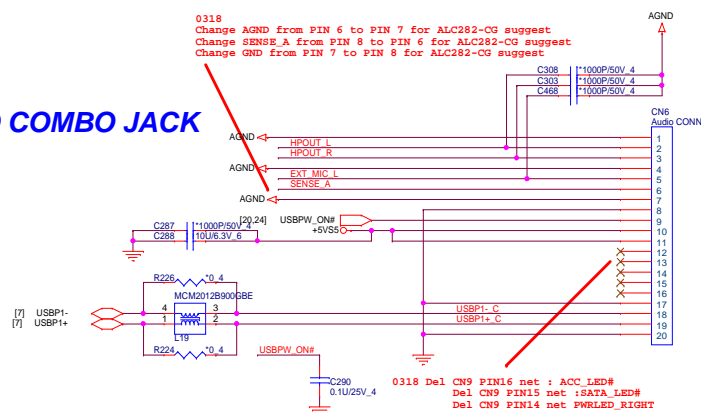 0318
Change AGND from PIN 6 to PIN 7 for ALC282-CG suggest
Change SENSE_A from PIN 8 to PIN 6 for ALC282-CG suggest
Change GND from PIN 7 to PIN 8 for ALC282-CG suggest
AGND
C308 *1000P/50V_4
C303 *1000P/50V_4
C468 *1000P/50V_4
COMBO JACK
CN6
Audio CONN
AGND
HPOUT_L
HPOUT_R
AGND
EXT_MIC_L
SENSE_A
AGND
1
2
3
4
5
6
7
8
9
10
11
12
13
14
15
16
17
18
19
20
C287 *1000P/50V_4
C288 10U/6.3V_6
[20,24] USBPW_ON#
+5VS5
R226 *0_4
MCM2012B900GBE
[7] USBP1-
[7] USBP1+
4 3
1 2
L19
USBP1-_C
USBP1+_C
R224 *0_4
USBPW_ON#
C290
0.1U/25V_4
0318 Del CN9 PIN16 net : ACC_LED#
Del CN9 PIN15 net :SATA_LED#
Del CN9 PIN14 net PWRLED_RIGHT